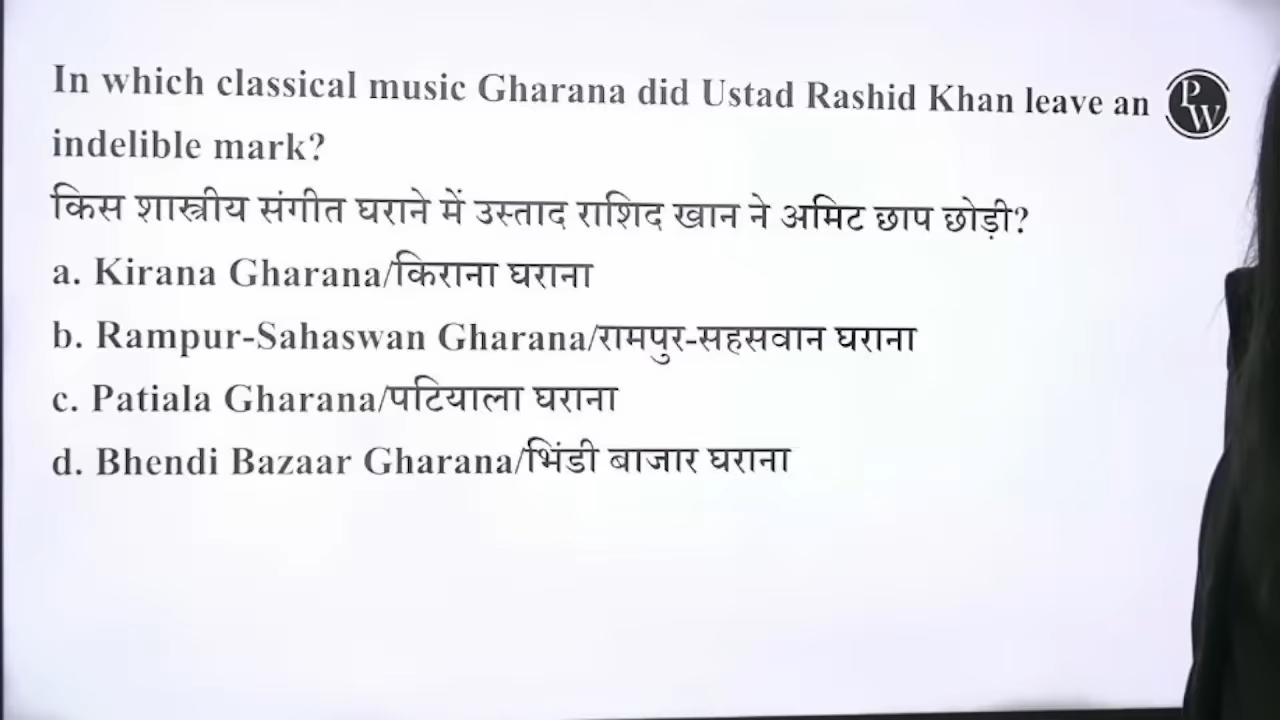 In which classical music Gharana did Ustad Rashid Khan leave an
indelible mark?
किस शास्त्रीय संगीत घराने में उस्ताद राशिद खान ने अमिट छाप छोड़ी?
a. Kirana Gharana/किराना घराना
b. Rampur-Sahaswan Gharana/रामपुर-सहसवान घराना
c. Patiala Gharana/पटियाला घराना
d. Bhendi Bazaar Gharana/भिंडी बाजार घराना
PW